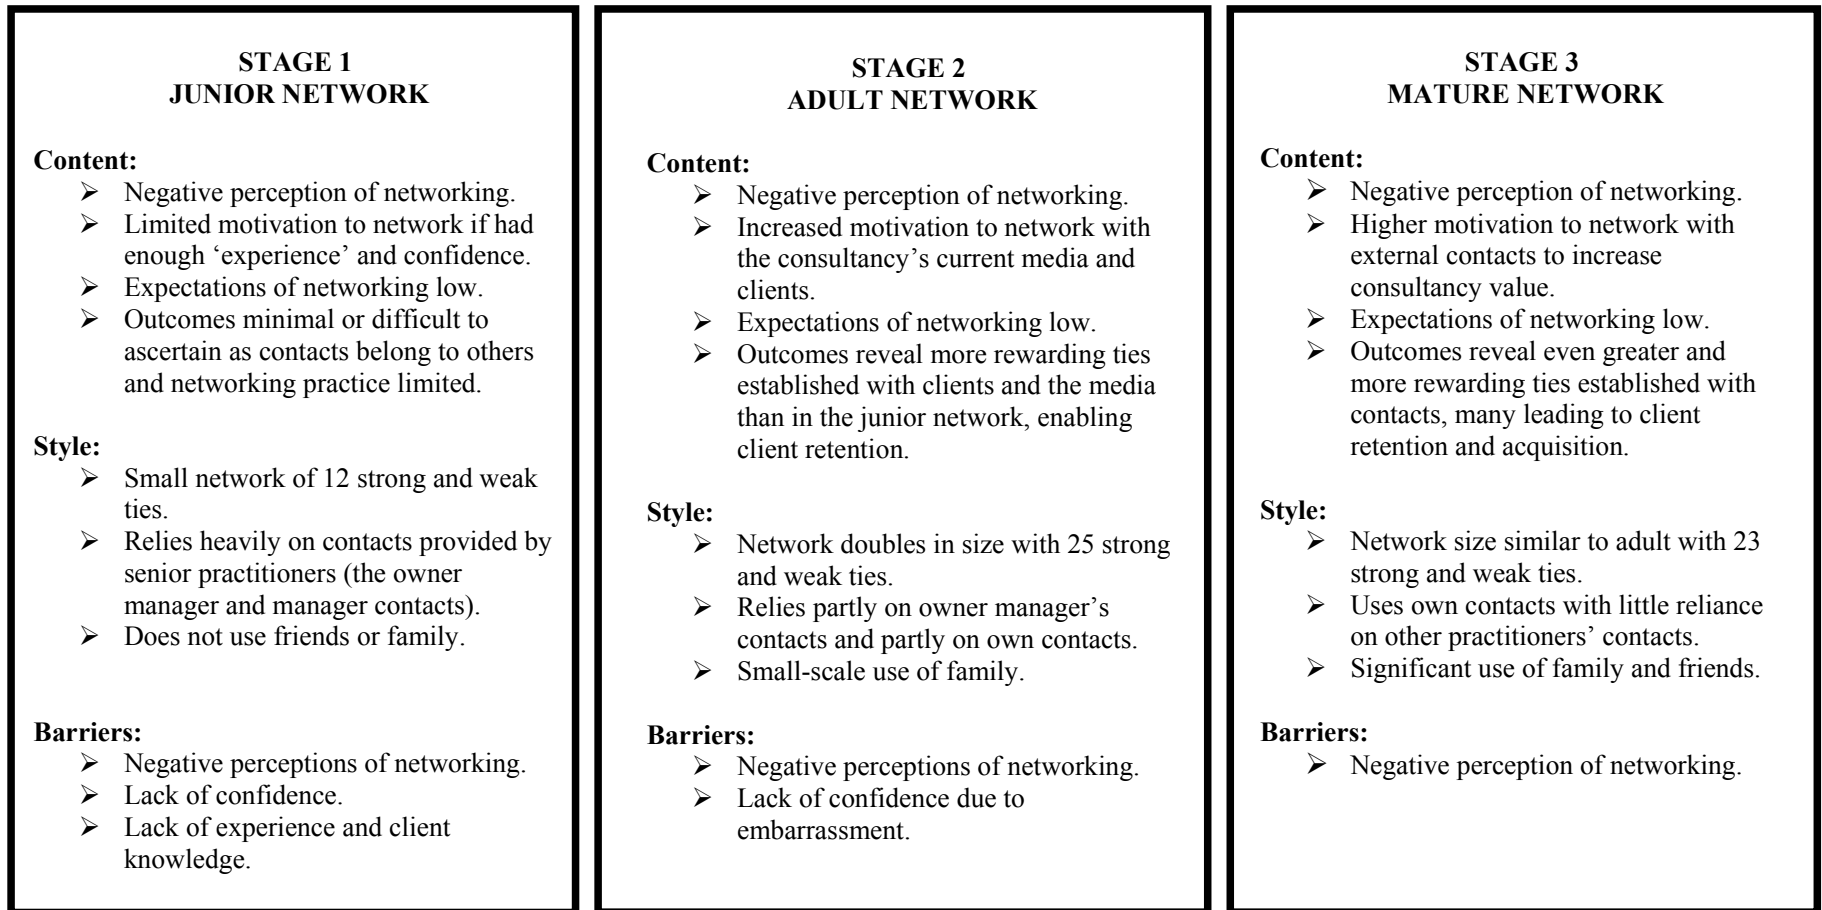 STAGE 1
JUNIOR NETWORK
Content:
➢ Negative perception of networking.
➢ Limited motivation to network if had
enough ‘experience’ and confidence.
➢ Expectations of networking low.
➢ Outcomes minimal or difficult to
ascertain as contacts belong to others
and networking practice limited.
Style:
➢ Small network of 12 strong and weak
ties.
➢ Relies heavily on contacts provided by
senior practitioners (the owner
manager and manager contacts).
➢ Does not use friends or family.
Barriers:
➢ Negative perceptions of networking.
➢ Lack of confidence.
➢ Lack of experience and client
knowledge.
STAGE 2
ADULT NETWORK
Content:
➢ Negative perception of networking.
➢ Increased motivation to network with
the consultancy’s current media and
clients.
➢ Expectations of networking low.
➢ Outcomes reveal more rewarding ties
established with clients and the media
than in the junior network, enabling
client retention.
Style:
➢ Network doubles in size with 25 strong
and weak ties.
➢ Relies partly on owner manager’s
contacts and partly on own contacts.
➢ Small-scale use of family.
Barriers:
➢ Negative perceptions of networking.
➢ Lack of confidence due to
embarrassment.
STAGE 3
MATURE NETWORK
Content:
➢ Negative perception of networking.
➢ Higher motivation to network with
external contacts to increase
consultancy value.
➢ Expectations of networking low.
➢ Outcomes reveal even greater and
more rewarding ties established with
contacts, many leading to client
retention and acquisition.
Style:
➢ Network size similar to adult with 23
strong and weak ties.
➢ Uses own contacts with little reliance
on other practitioners’ contacts.
➢ Significant use of family and friends.
Barriers:
➢ Negative perception of networking.